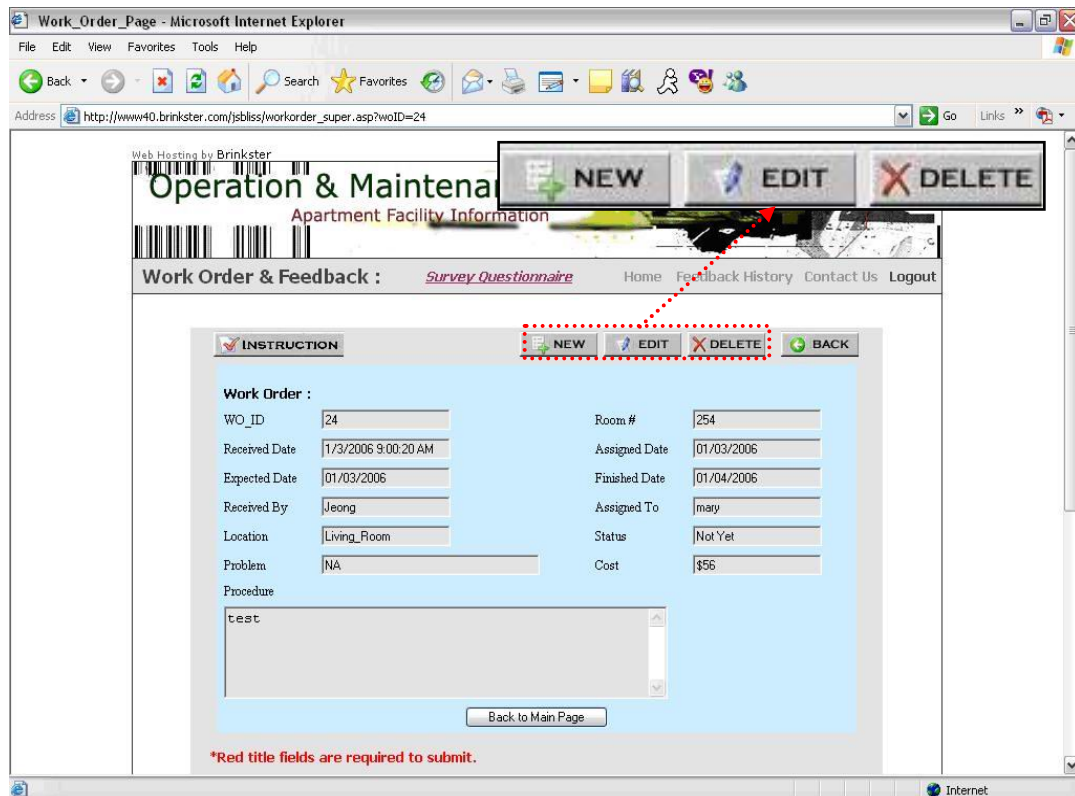 Work_Order_Page - Microsoft Internet Explorer
File Edit View Favorites Tools Help
Back Search Favorites
Address http://www40.brinkster.com/jsbliss/workorder_super.asp?woID=24 Go Links »
Web Hosting by Brinkster
NEW EDIT DELETE
Operation & Maintenan
Apartment Facility Information
Work Order & Feedback : Survey Questionnaire Home Feedback History Contact Us Logout
INSTRUCTION NEW EDIT DELETE BACK
Work Order :
WO_ID 24 Room # 254
Received Date 1/3/2006 9:00:20 AM Assigned Date 01/03/2006
Expected Date 01/03/2006 Finished Date 01/04/2006
Received By Jeong Assigned To mary
Location Living_Room Status Not Yet
Problem NA Cost $56
Procedure
test
Back to Main Page
*Red title fields are required to submit.
Internet